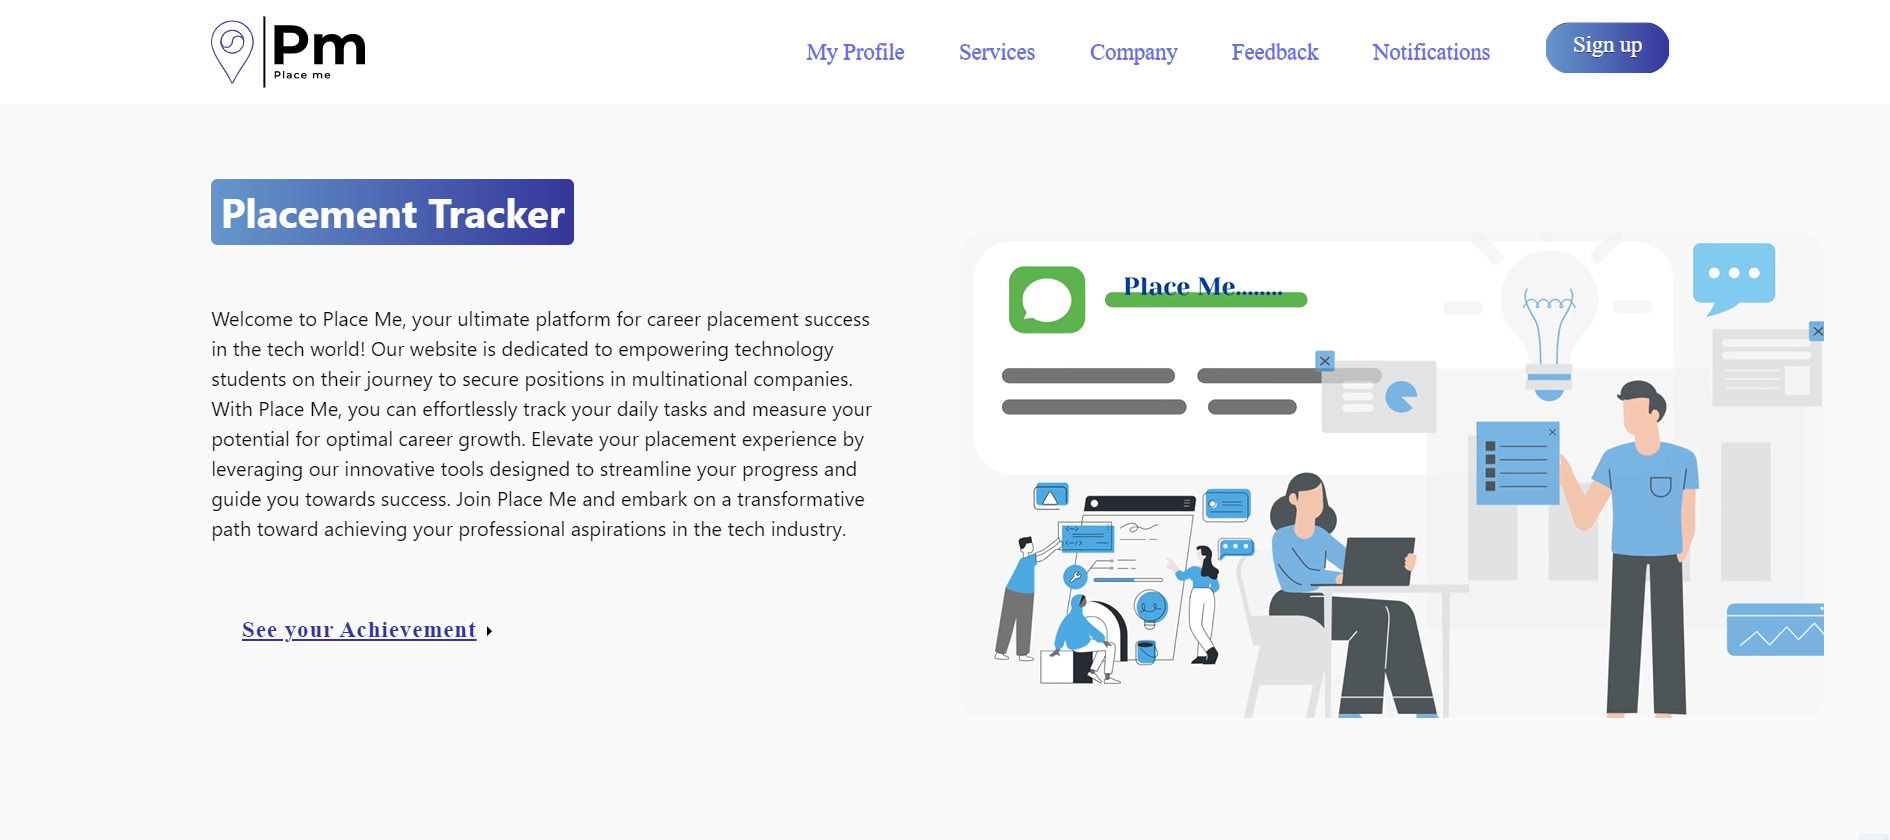 Pm
Place me
My Profile
Services
Company
Feedback
Notifications
Sign up
Placement Tracker
Welcome to Place Me, your ultimate platform for career placement success
in the tech world! Our website is dedicated to empowering technology
students on their journey to secure positions in multinational companies.
With Place Me, you can effortlessly track your daily tasks and measure your
potential for optimal career growth. Elevate your placement experience by
leveraging our innovative tools designed to streamline your progress and
guide you towards success. Join Place Me and embark on a transformative
path toward achieving your professional aspirations in the tech industry.
See your Achievement
Place Me........